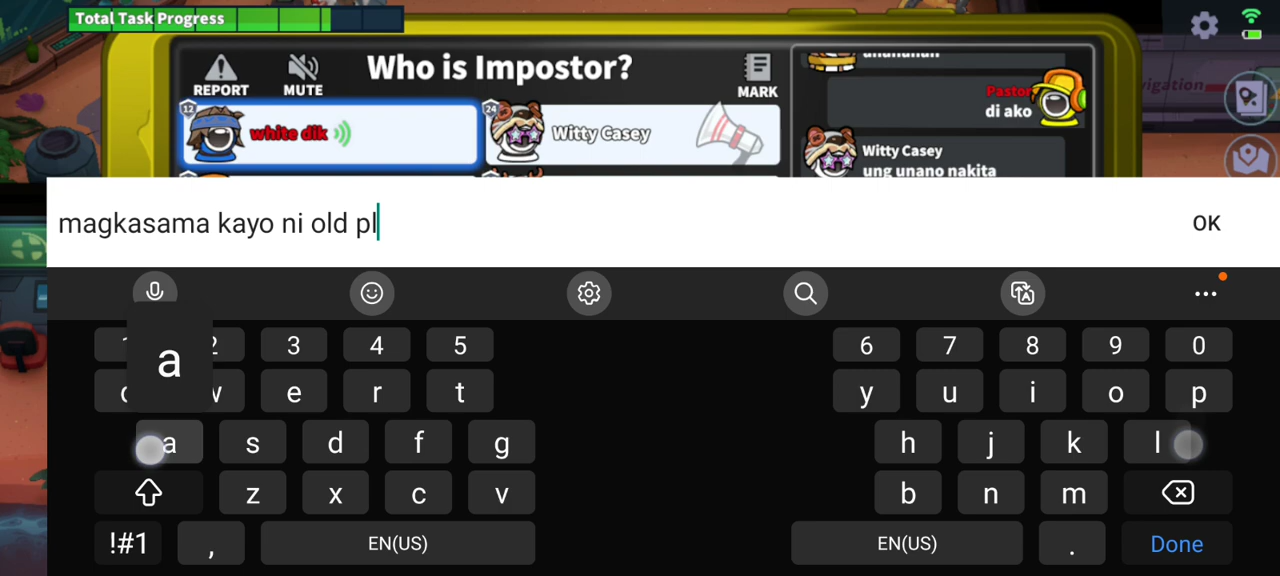 Total Task Progress
REPORT
MUTE
Who is Impostor?
MARK
12
white dik
24
Witty Casey
Pastor
di ako
Witty Casey
ung unano nakita
magkasama kayo ni old pl
OK
a
2
3
4
5
6
7
8
9
0
e
r
t
y
u
i
o
p
a
s
d
f
g
h
j
k
l
z
x
c
v
b
n
m
!#1
,
EN(US)
EN(US)
.
Done